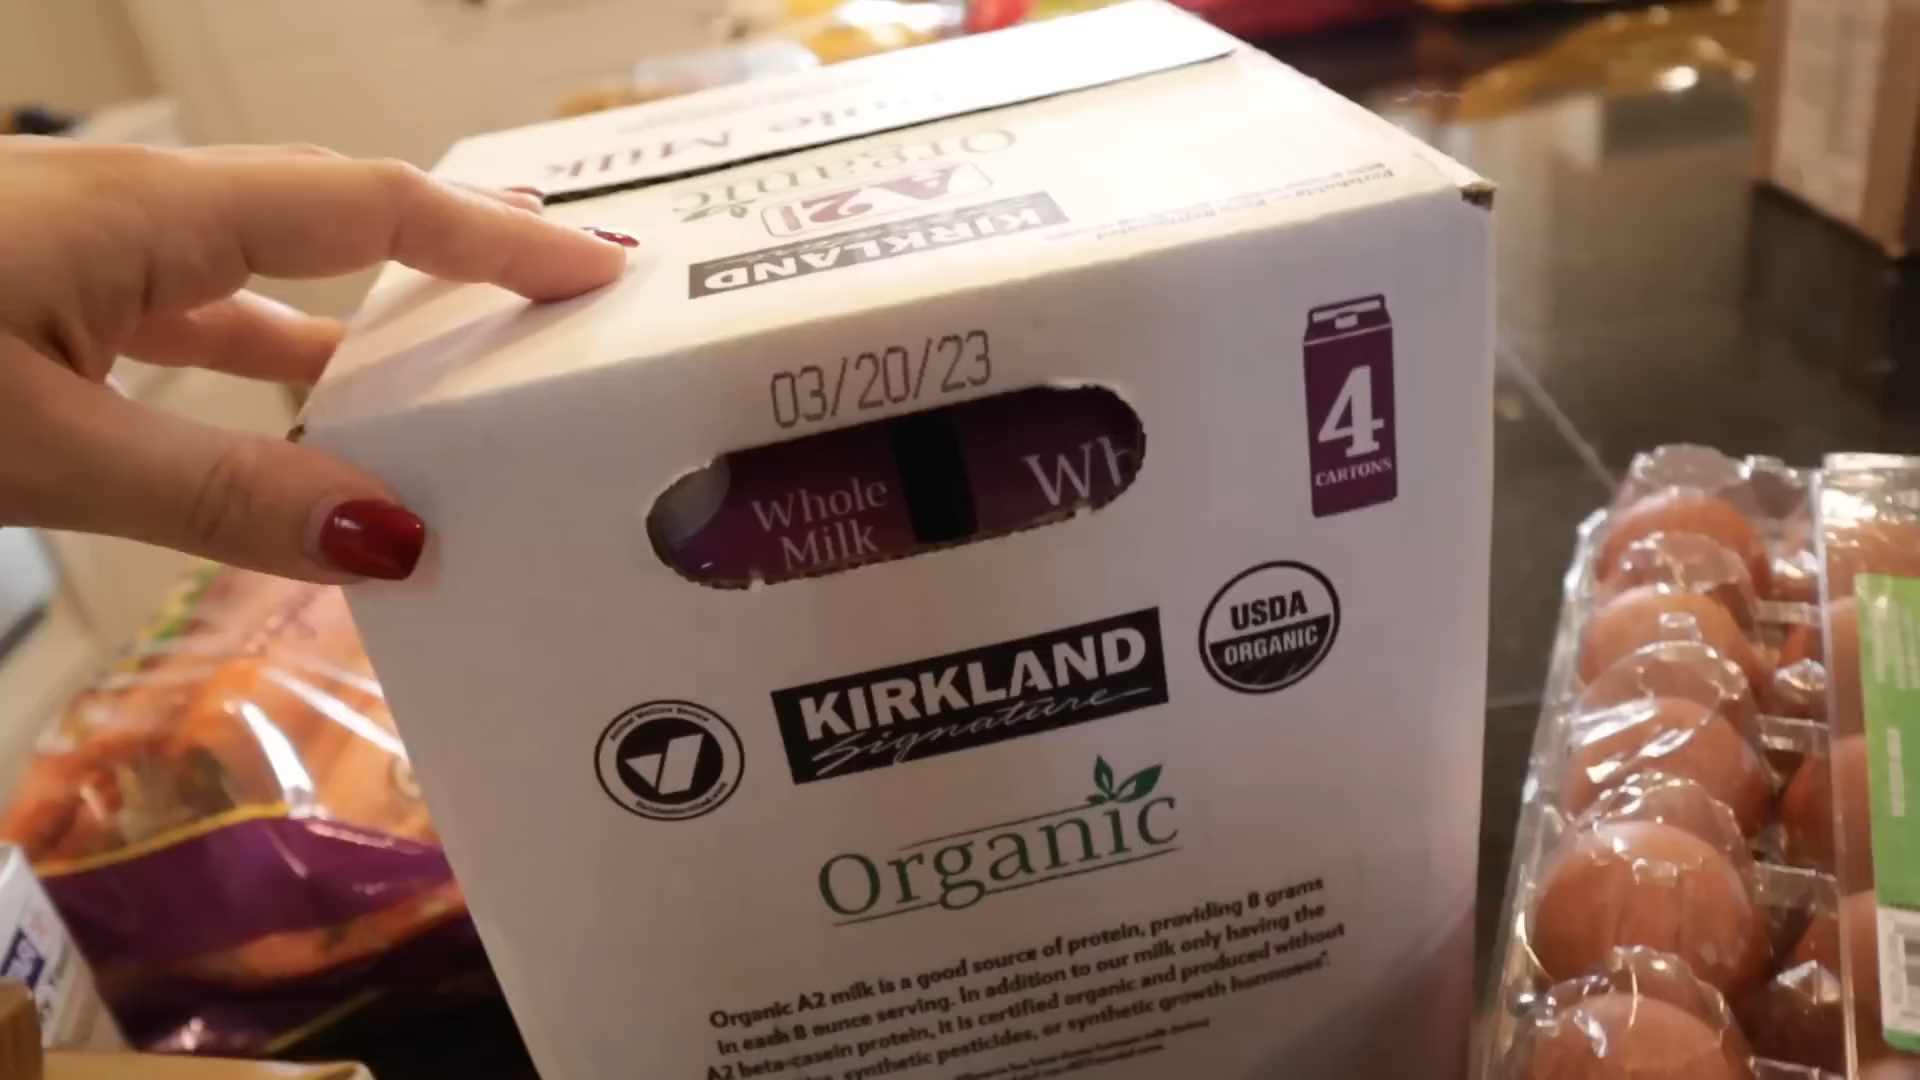 Milk
Organic
A2
KIRKLAND
03/20/23
4
CARTONS
Whole
Milk
Wh
USDA
ORGANIC
KIRKLAND
Signature
Organic
Organic A2 milk is a good source of protein, providing 8 grams
in each 8 ounce serving. In addition to our milk only having the
A2 beta-casein protein, it is certified organic and produced without
synthetic pesticides, or synthetic growth hormones*.